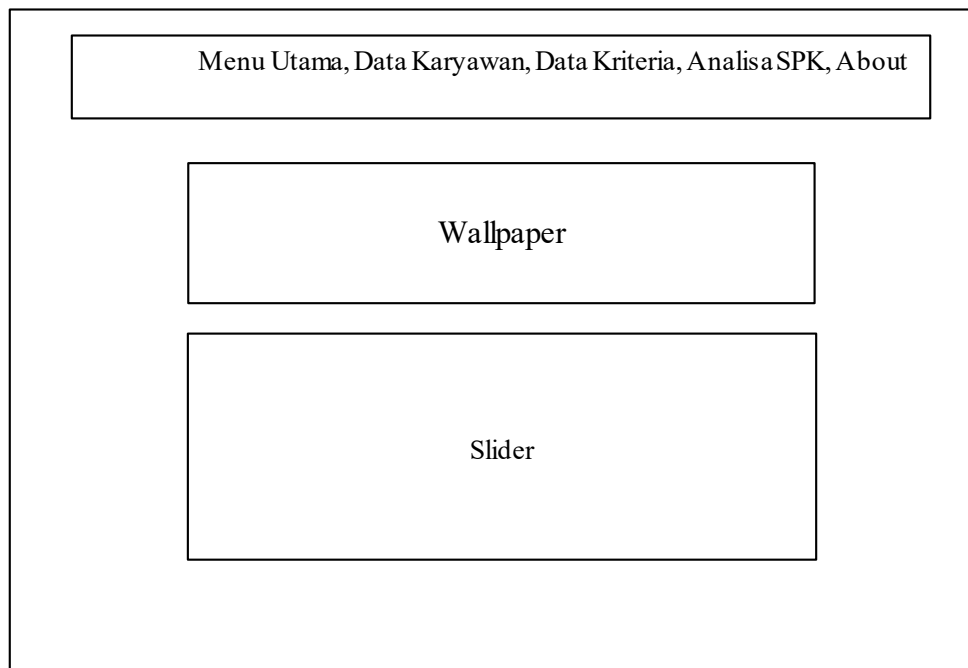 Menu Utama, Data Karyawan, Data Kriteria, Analisa SPK, About
Wallpaper
Slider